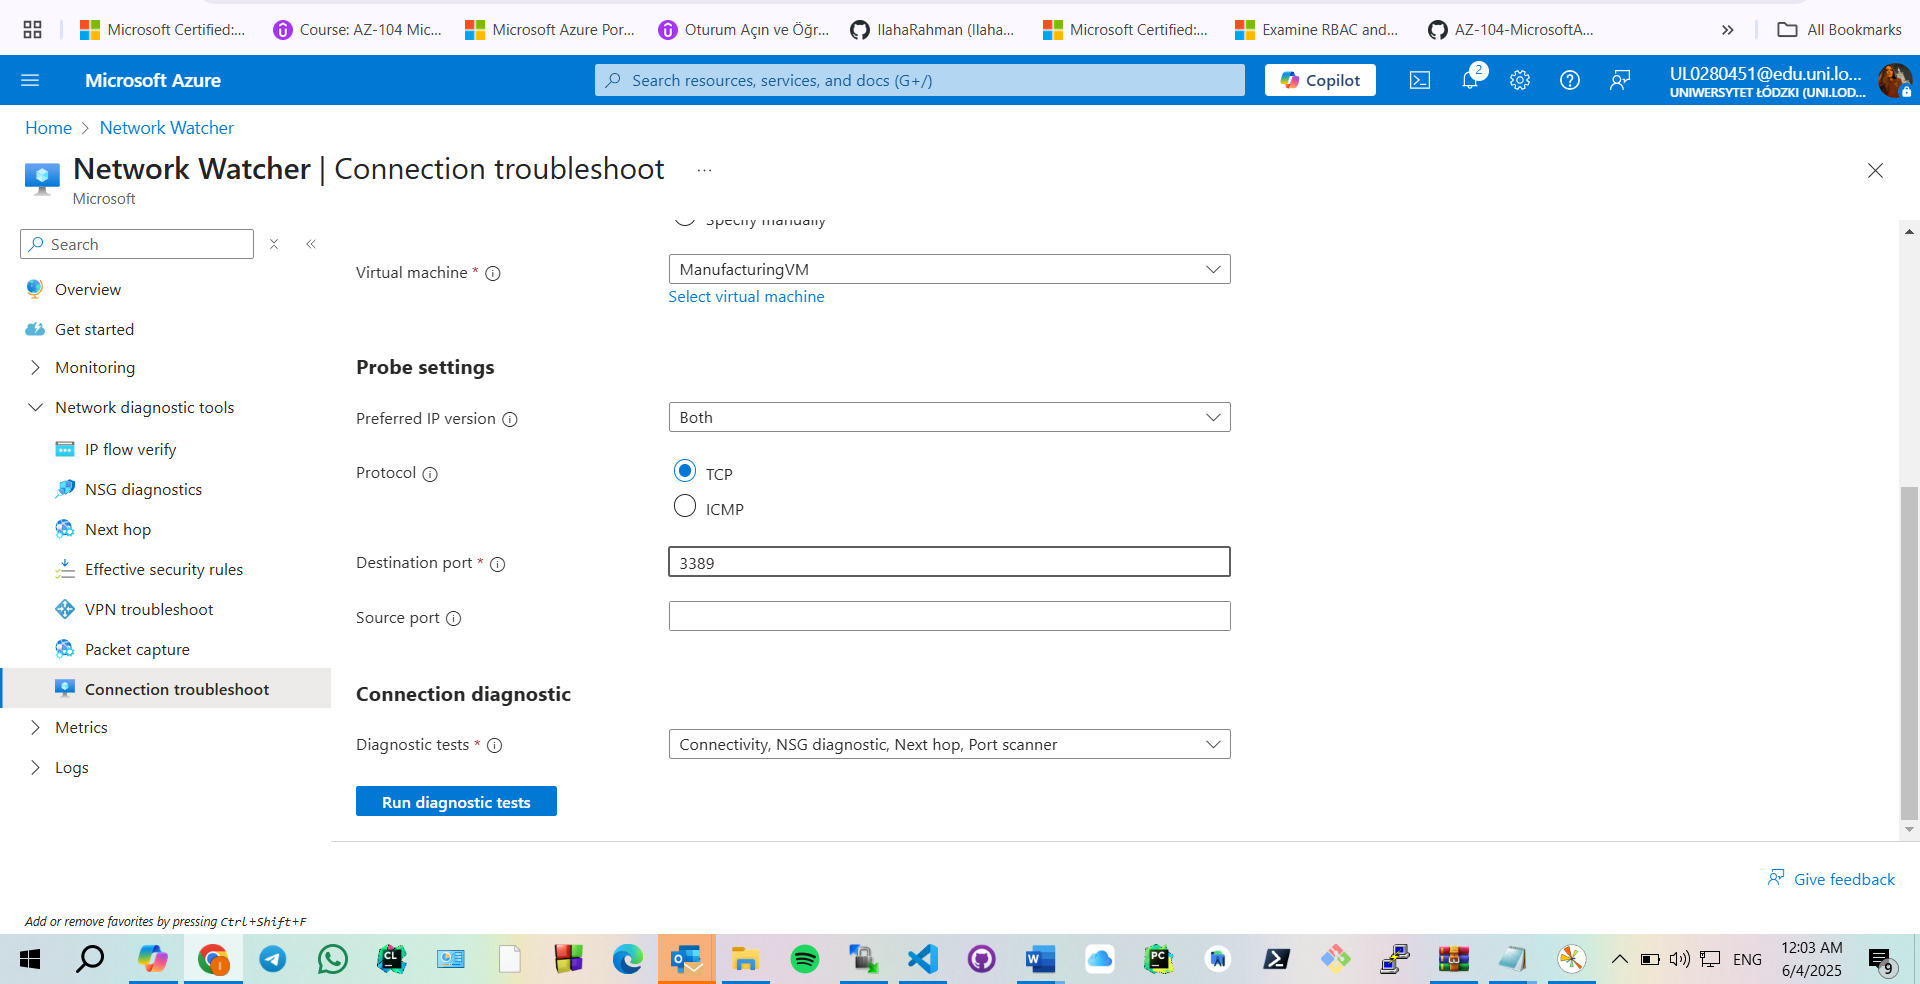 Microsoft Certified:...
Course: AZ-104 Mic...
Microsoft Azure Por...
Oturum Açın ve Öğr...
IlahaRahman (Ilaha...
Microsoft Certified:...
Examine RBAC and...
AZ-104-MicrosoftA...
»
All Bookmarks
Microsoft Azure
Search resources, services, and docs (G+/)
Copilot
2
UL0280451@edu.uni.lo...
UNIWERSYTET ŁÓDZKI (UNI.LOD...
Home > Network Watcher
Network Watcher | Connection troubleshoot ...
Microsoft
Search
Overview
Get started
Monitoring
Network diagnostic tools
IP flow verify
NSG diagnostics
Next hop
Effective security rules
VPN troubleshoot
Packet capture
Connection troubleshoot
Metrics
Logs
Specify manually
Virtual machine *
ManufacturingVM
Select virtual machine
Probe settings
Preferred IP version
Both
Protocol
TCP
ICMP
Destination port *
3389
Source port
Connection diagnostic
Diagnostic tests *
Connectivity, NSG diagnostic, Next hop, Port scanner
Run diagnostic tests
Give feedback
Add or remove favorites by pressing Ctrl+Shift+F
ENG
12:03 AM
6/4/2025
9